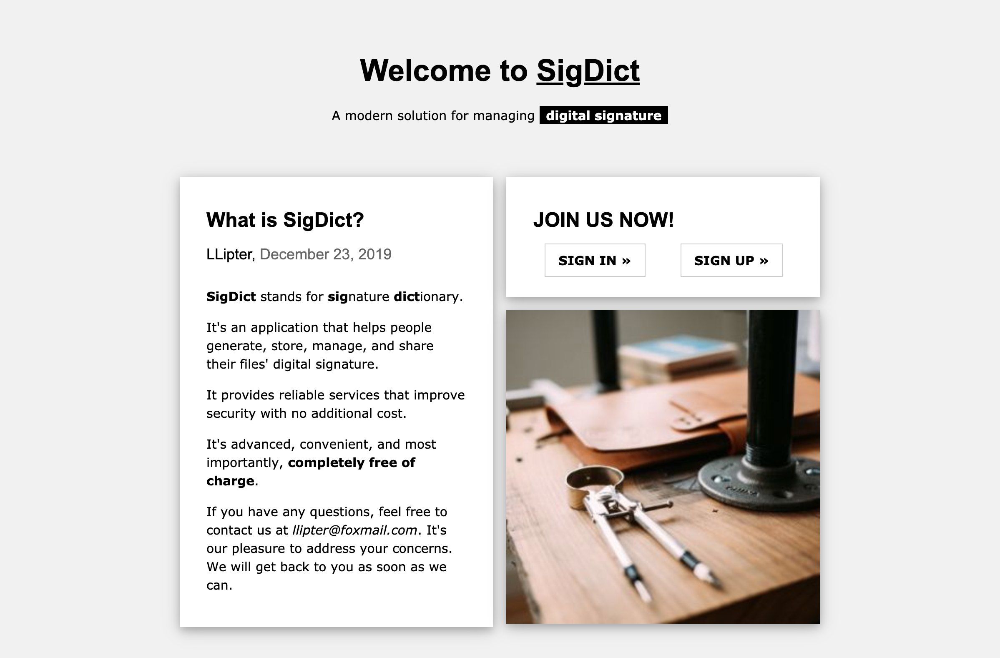 Welcome to SigDict
A modern solution for managing digital signature
What is SigDict?
LLipter, December 23, 2019
SigDict stands for signature dictionary.
It's an application that helps people
generate, store, manage, and share
their files' digital signature.
It provides reliable services that improve
security with no additional cost.
It's advanced, convenient, and most
importantly, completely free of
charge.
If you have any questions, feel free to
contact us at llipter@foxmail.com. It's
our pleasure to address your concerns.
We will get back to you as soon as we
can.
JOIN US NOW!
SIGN IN »
SIGN UP »